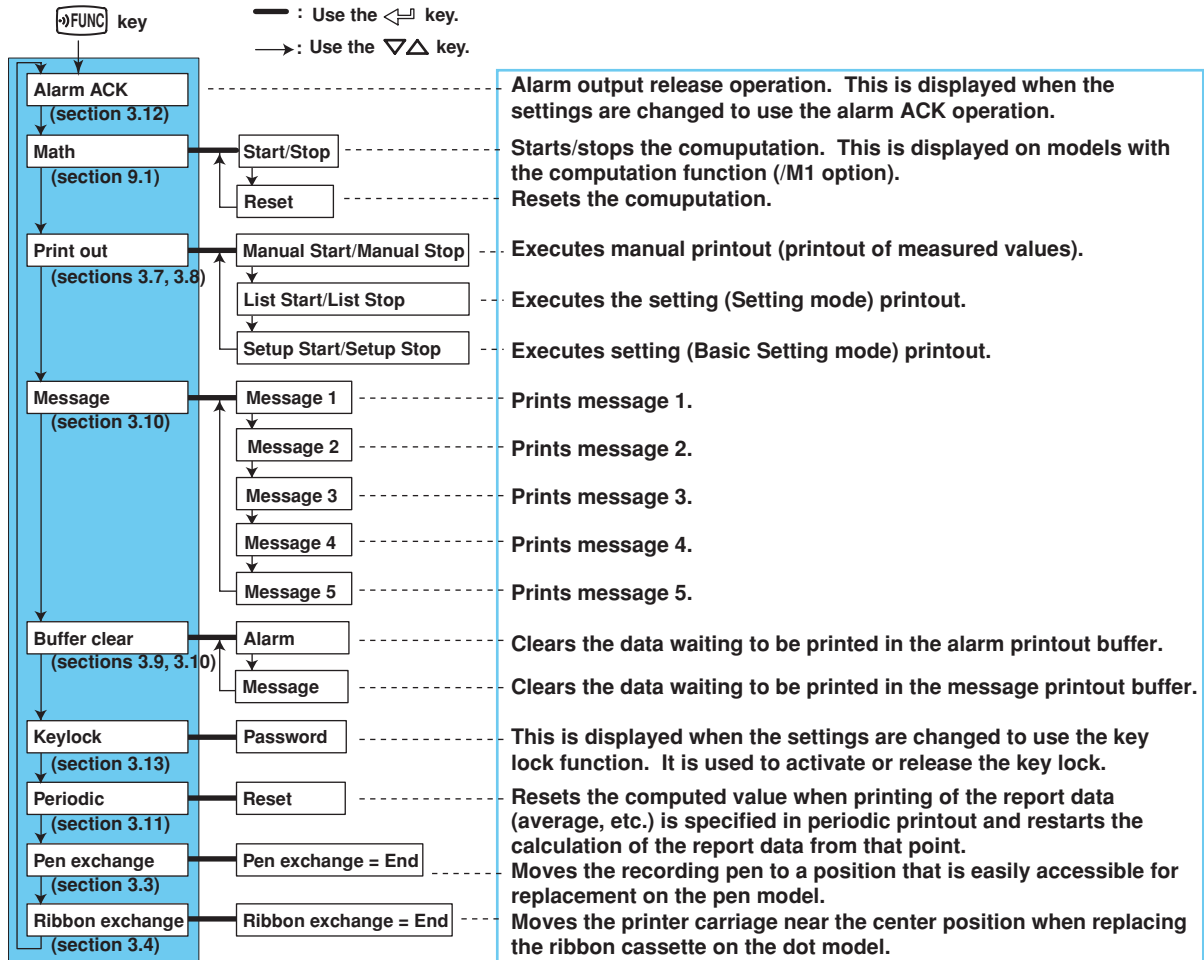 FUNC key
: Use the key.
: Use the key.
Alarm ACK
(section 3.12)
Alarm output release operation. This is displayed when the
settings are changed to use the alarm ACK operation.
Math
(section 9.1)
Start/Stop
Starts/stops the comuputation. This is displayed on models with
the computation function (/M1 option).
Reset
Resets the comuputation.
Print out
(sections 3.7, 3.8)
Manual Start/Manual Stop
Executes manual printout (printout of measured values).
List Start/List Stop
Executes the setting (Setting mode) printout.
Setup Start/Setup Stop
Executes setting (Basic Setting mode) printout.
Message
(section 3.10)
Message 1
Prints message 1.
Message 2
Prints message 2.
Message 3
Prints message 3.
Message 4
Prints message 4.
Message 5
Prints message 5.
Buffer clear
(sections 3.9, 3.10)
Alarm
Clears the data waiting to be printed in the alarm printout buffer.
Message
Clears the data waiting to be printed in the message printout buffer.
Keylock
(section 3.13)
Password
This is displayed when the settings are changed to use the key
lock function. It is used to activate or release the key lock.
Periodic
(section 3.11)
Reset
Resets the computed value when printing of the report data
(average, etc.) is specified in periodic printout and restarts the
calculation of the report data from that point.
Pen exchange
(section 3.3)
Pen exchange = End
Moves the recording pen to a position that is easily accessible for
replacement on the pen model.
Ribbon exchange
(section 3.4)
Ribbon exchange = End
Moves the printer carriage near the center position when replacing
the ribbon cassette on the dot model.